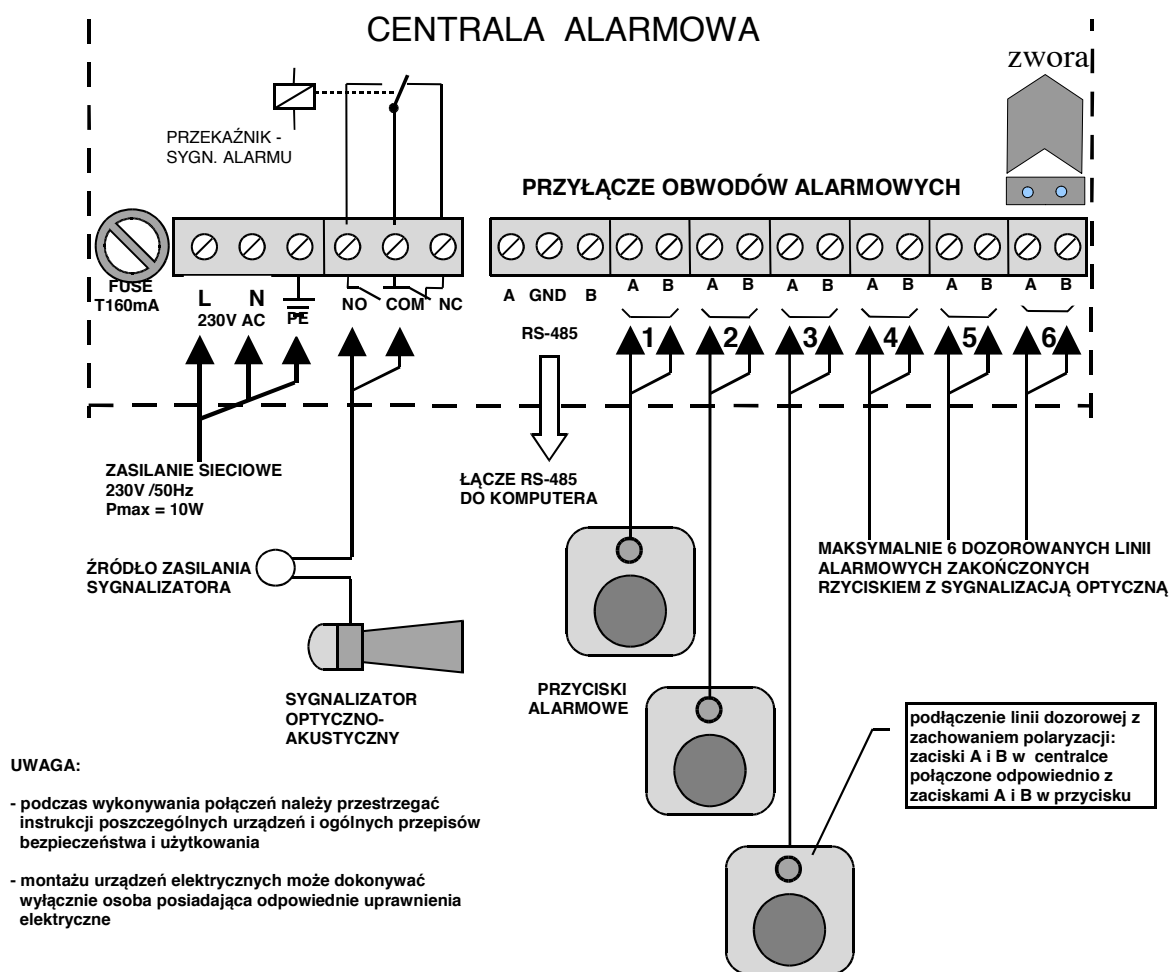 CENTRALA ALARMOWA
zwora
PRZEKAŹNIK -
SYGN. ALARMU
PRZYŁĄCZE OBWODÓW ALARMOWYCH
FUSE
T160mA
L N PE
230V AC
NO COM NC
A GND B
RS-485
A B A B A B A B A B A B
1 2 3 4 5 6
ZASILANIE SIECIOWE
230V /50Hz
Pmax = 10W
ŁĄCZE RS-485
DO KOMPUTERA
ŹRÓDŁO ZASILANIA
SYGNALIZATORA
MAKSYMALNIE 6 DOZOROWANYCH LINII
ALARMOWYCH ZAKOŃCZONYCH
RZYCISKIEM Z SYGNALIZACJĄ OPTYCZNĄ
SYGNALIZATOR
OPTYCZNO-
AKUSTYCZNY
PRZYCISKI
ALARMOWE
podłączenie linii dozorowej z
zachowaniem polaryzacji:
zaciski A i B w centralce
połączone odpowiednio z
zaciskami A i B w przycisku
UWAGA:
- podczas wykonywania połączeń należy przestrzegać
instrukcji poszczególnych urządzeń i ogólnych przepisów
bezpieczeństwa i użytkowania
- montażu urządzeń elektrycznych może dokonywać
wyłącznie osoba posiadająca odpowiednie uprawnienia
elektryczne